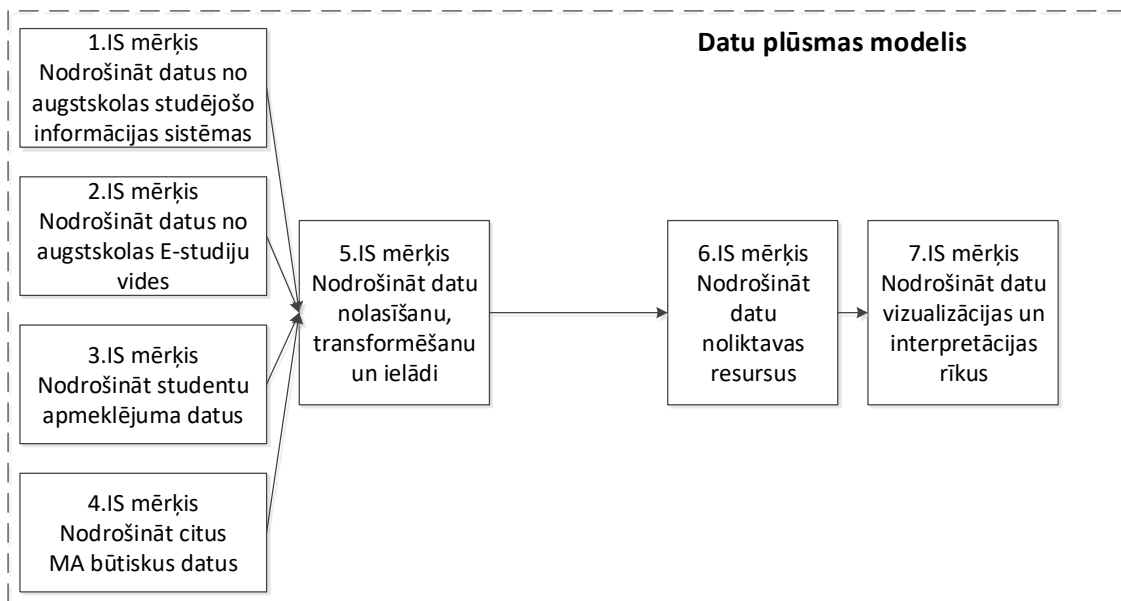 Datu plūsmas modelis
1.IS mērķis
Nodrošināt datus no
augstskolas studējošo
informācijas sistēmas
2.IS mērķis
Nodrošināt datus no
augstskolas E-studiju
vides
3.IS mērķis
Nodrošināt studentu
apmeklējuma datus
4.IS mērķis
Nodrošināt citus
MA būtiskus datus
5.IS mērķis
Nodrošināt datu
nolasīšanu,
transformēšanu
un ielādi
6.IS mērķis
Nodrošināt
datu
noliktavas
resursus
7.IS mērķis
Nodrošināt datu
vizualizācijas un
interpretācijas
rīkus